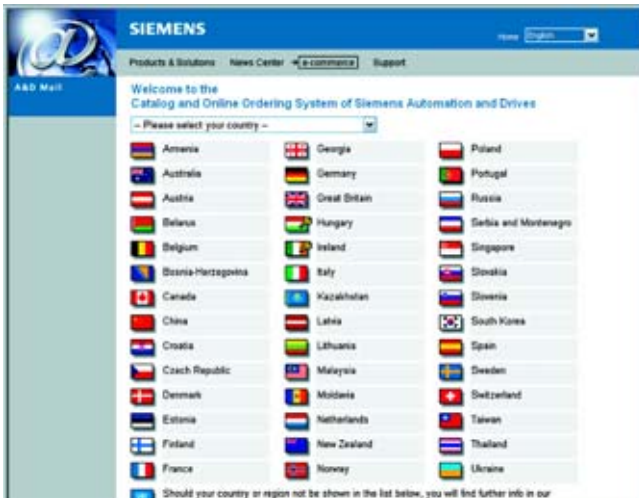 SIEMENS
Home English
Products & Solutions News Center e-commerce Support
A&D Mall
Welcome to the
Catalog and Online Ordering System of Siemens Automation and Drives
-- Please select your country --
Armenia Georgia Poland
Australia Germany Portugal
Austria Great Britain Russia
Belarus Hungary Serbia and Montenegro
Belgium Ireland Singapore
Bosnia-Herzegovina Italy Slovakia
Canada Kazakhstan Slovenia
China Latvia South Korea
Croatia Lithuania Spain
Czech Republic Malaysia Sweden
Denmark Moldavia Switzerland
Estonia Netherlands Taiwan
Finland New Zealand Thailand
France Norway Ukraine
Should your country or region not be shown in the list below, you will find further info in our